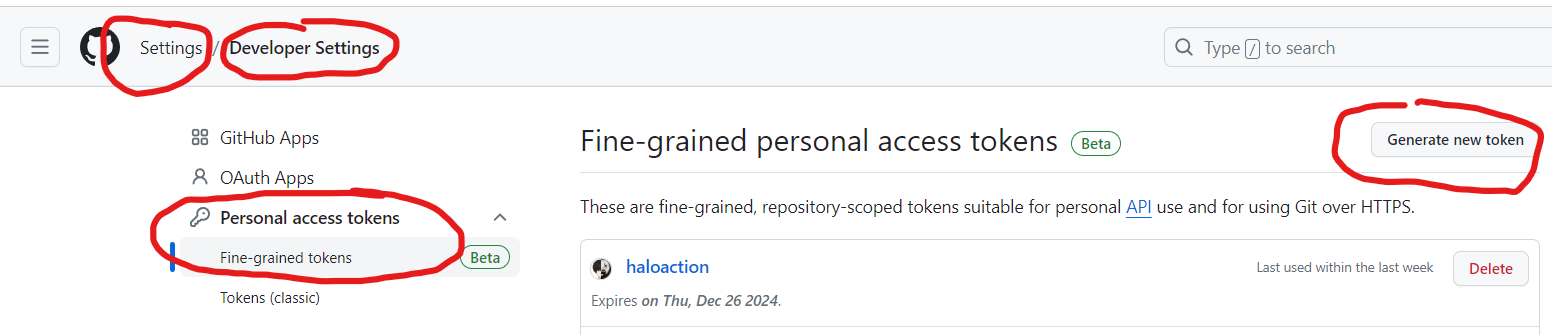 Settings / Developer Settings
Type / to search
GitHub Apps
OAuth Apps
Personal access tokens
Fine-grained tokens Beta
Tokens (classic)
Fine-grained personal access tokens Beta
Generate new token
These are fine-grained, repository-scoped tokens suitable for personal API use and for using Git over HTTPS.
haloaction
Last used within the last week
Delete
Expires on Thu, Dec 26 2024.